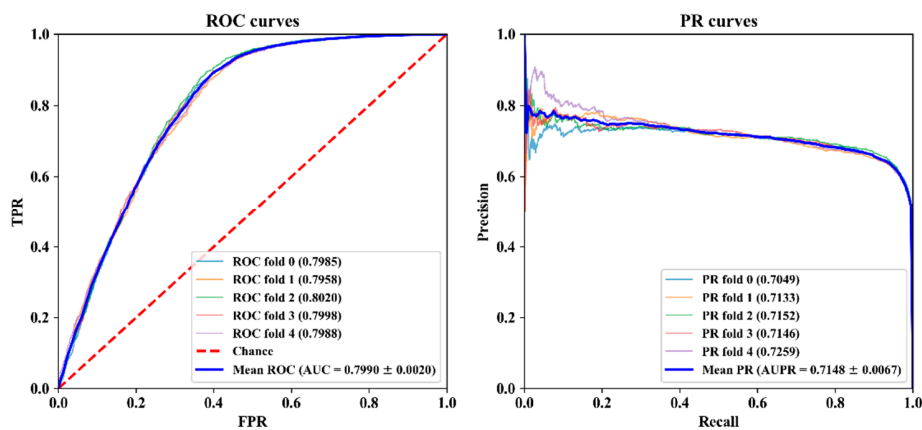 ROC curves
1.0
0.8
0.6
0.4
0.2
0.0
TPR
0.0
0.2
0.4
0.6
0.8
1.0
FPR
ROC fold 0 (0.7985)
ROC fold 1 (0.7958)
ROC fold 2 (0.8020)
ROC fold 3 (0.7998)
ROC fold 4 (0.7988)
Chance
Mean ROC (AUC = 0.7990 ± 0.0020)
PR curves
1.0
0.8
0.6
0.4
0.2
0.0
Precision
0.0
0.2
0.4
0.6
0.8
1.0
Recall
PR fold 0 (0.7049)
PR fold 1 (0.7133)
PR fold 2 (0.7152)
PR fold 3 (0.7146)
PR fold 4 (0.7259)
Mean PR (AUPR = 0.7148 ± 0.0067)